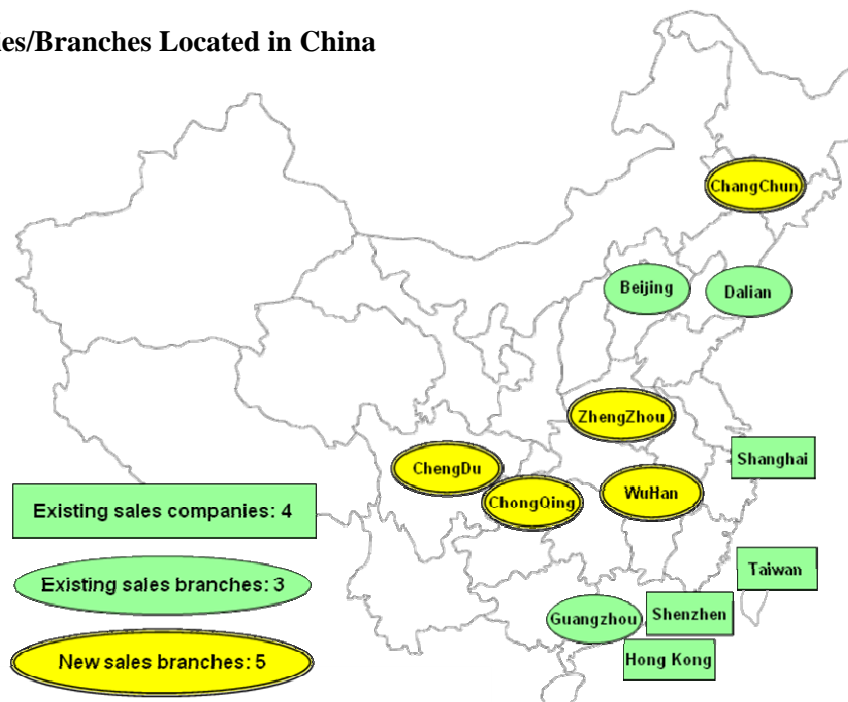 es/Branches Located in China
ChangChun
Beijing
Dalian
ZhengZhou
Shanghai
ChengDu
ChongQing
WuHan
Existing sales companies: 4
Taiwan
Existing sales branches: 3
Guangzhou
Shenzhen
Hong Kong
New sales branches: 5